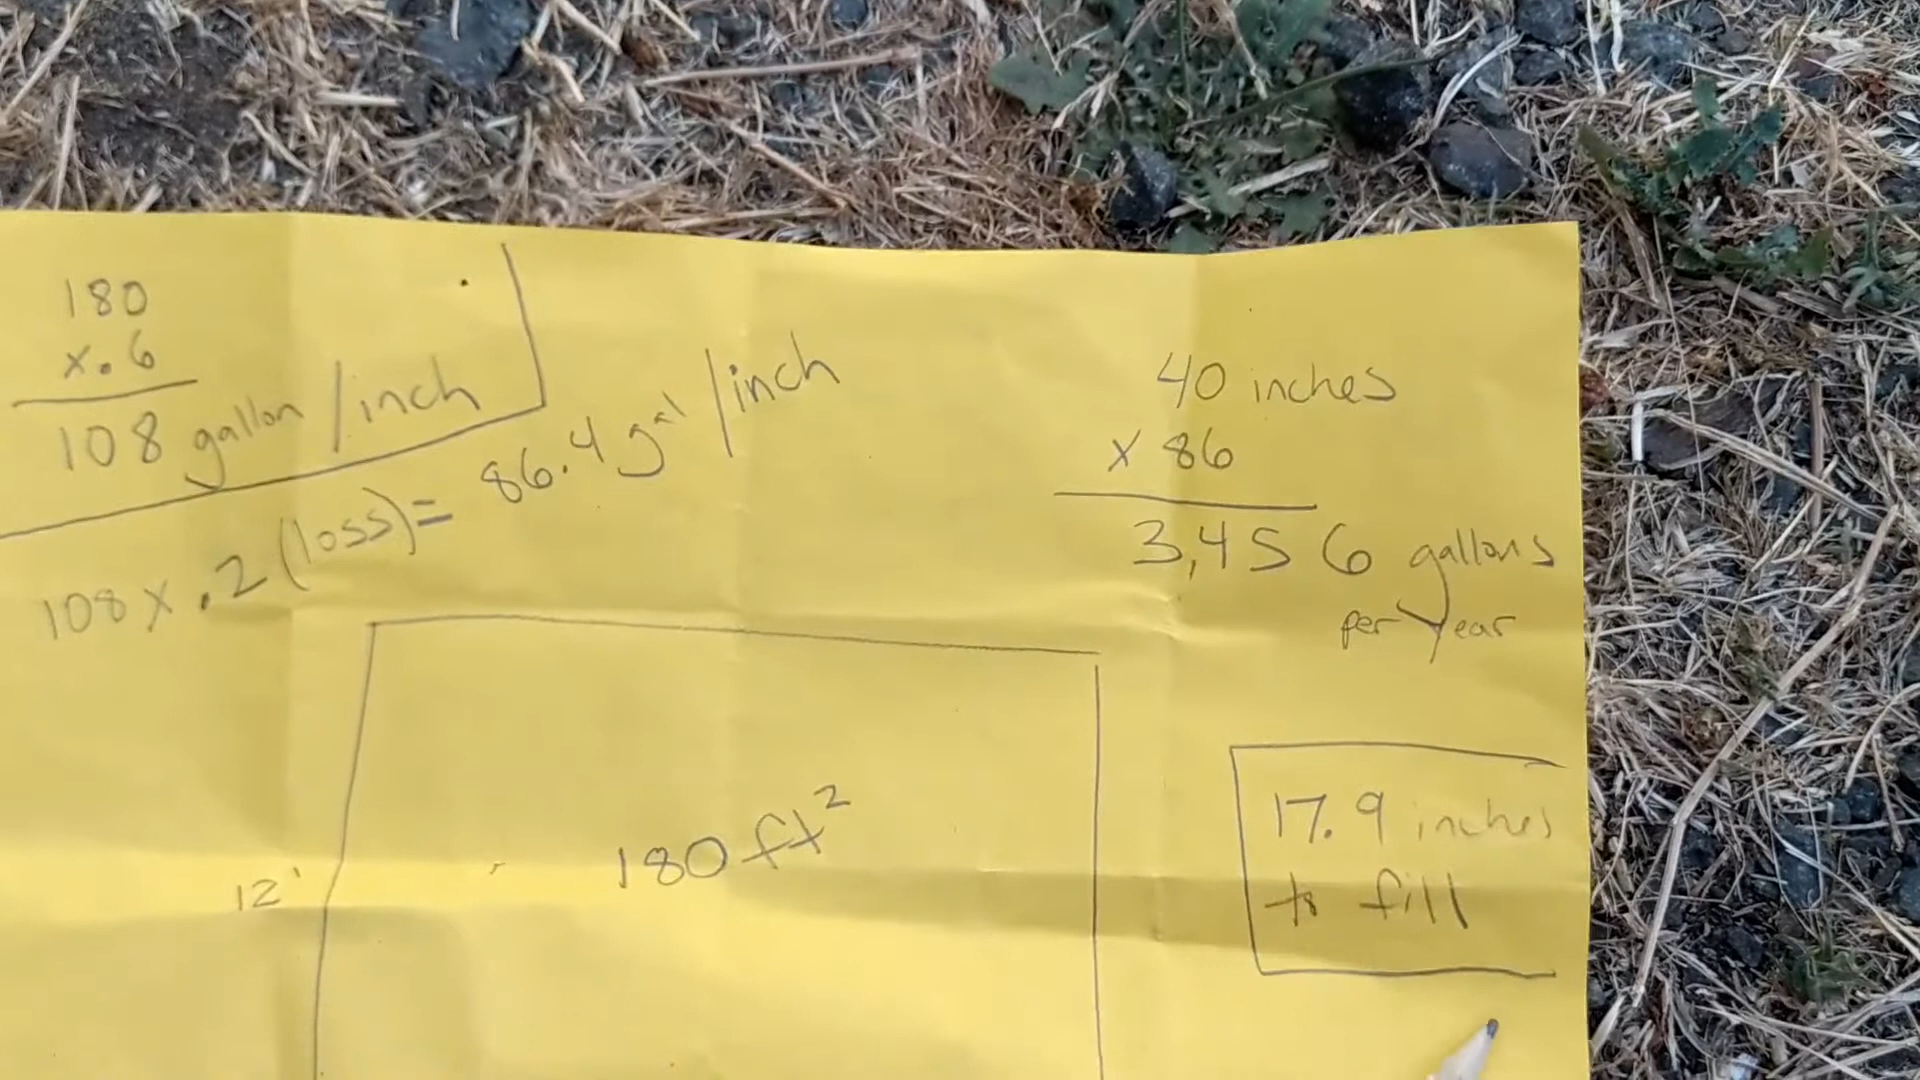 180
x.6
108 gallon/inch
108 x .2 (loss) = 86.4 gal/inch
40 inches
x 86
3,456 gallons
per year
12'
180 ft²
17.9 inches
to fill